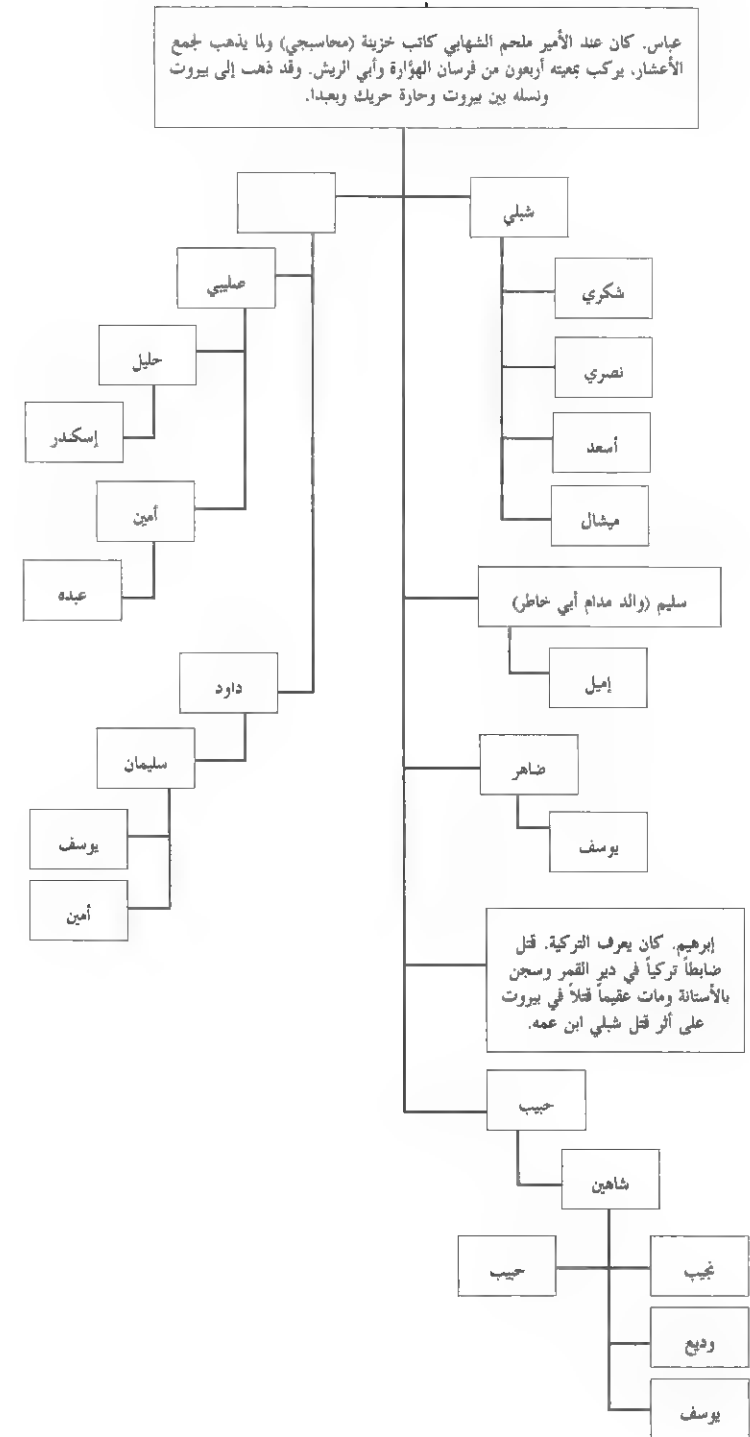 عباس. كان عند الأمير ملحم الشهابي كاتب خزينة (محاسبجي) ولما يذهب لجمع
الأعشار، يركب بمعيته أربعون من فرسان الهوّارة وأبي الريش. وقد ذهب إلى بيروت
ونسله بين بيروت وحارة حريك وبعبدا.
شبلي
شكري
نصري
أسعد
ميشال
سليم (والد مدام أبي خاطر)
إميل
ضاهر
يوسف
إبرهيم. كان يعرف التركية. قتل
ضابطاً تركياً في دير القمر وسجن
بالأستانة ومات عقيماً قتلاً في بيروت
على أثر قتل شبلي ابن عمه.
حبيب
شاهين
نجيب
حبيب
وديع
يوسف
خليل
إسكندر
أمين
عبده
داود
سليمان
يوسف
أمين